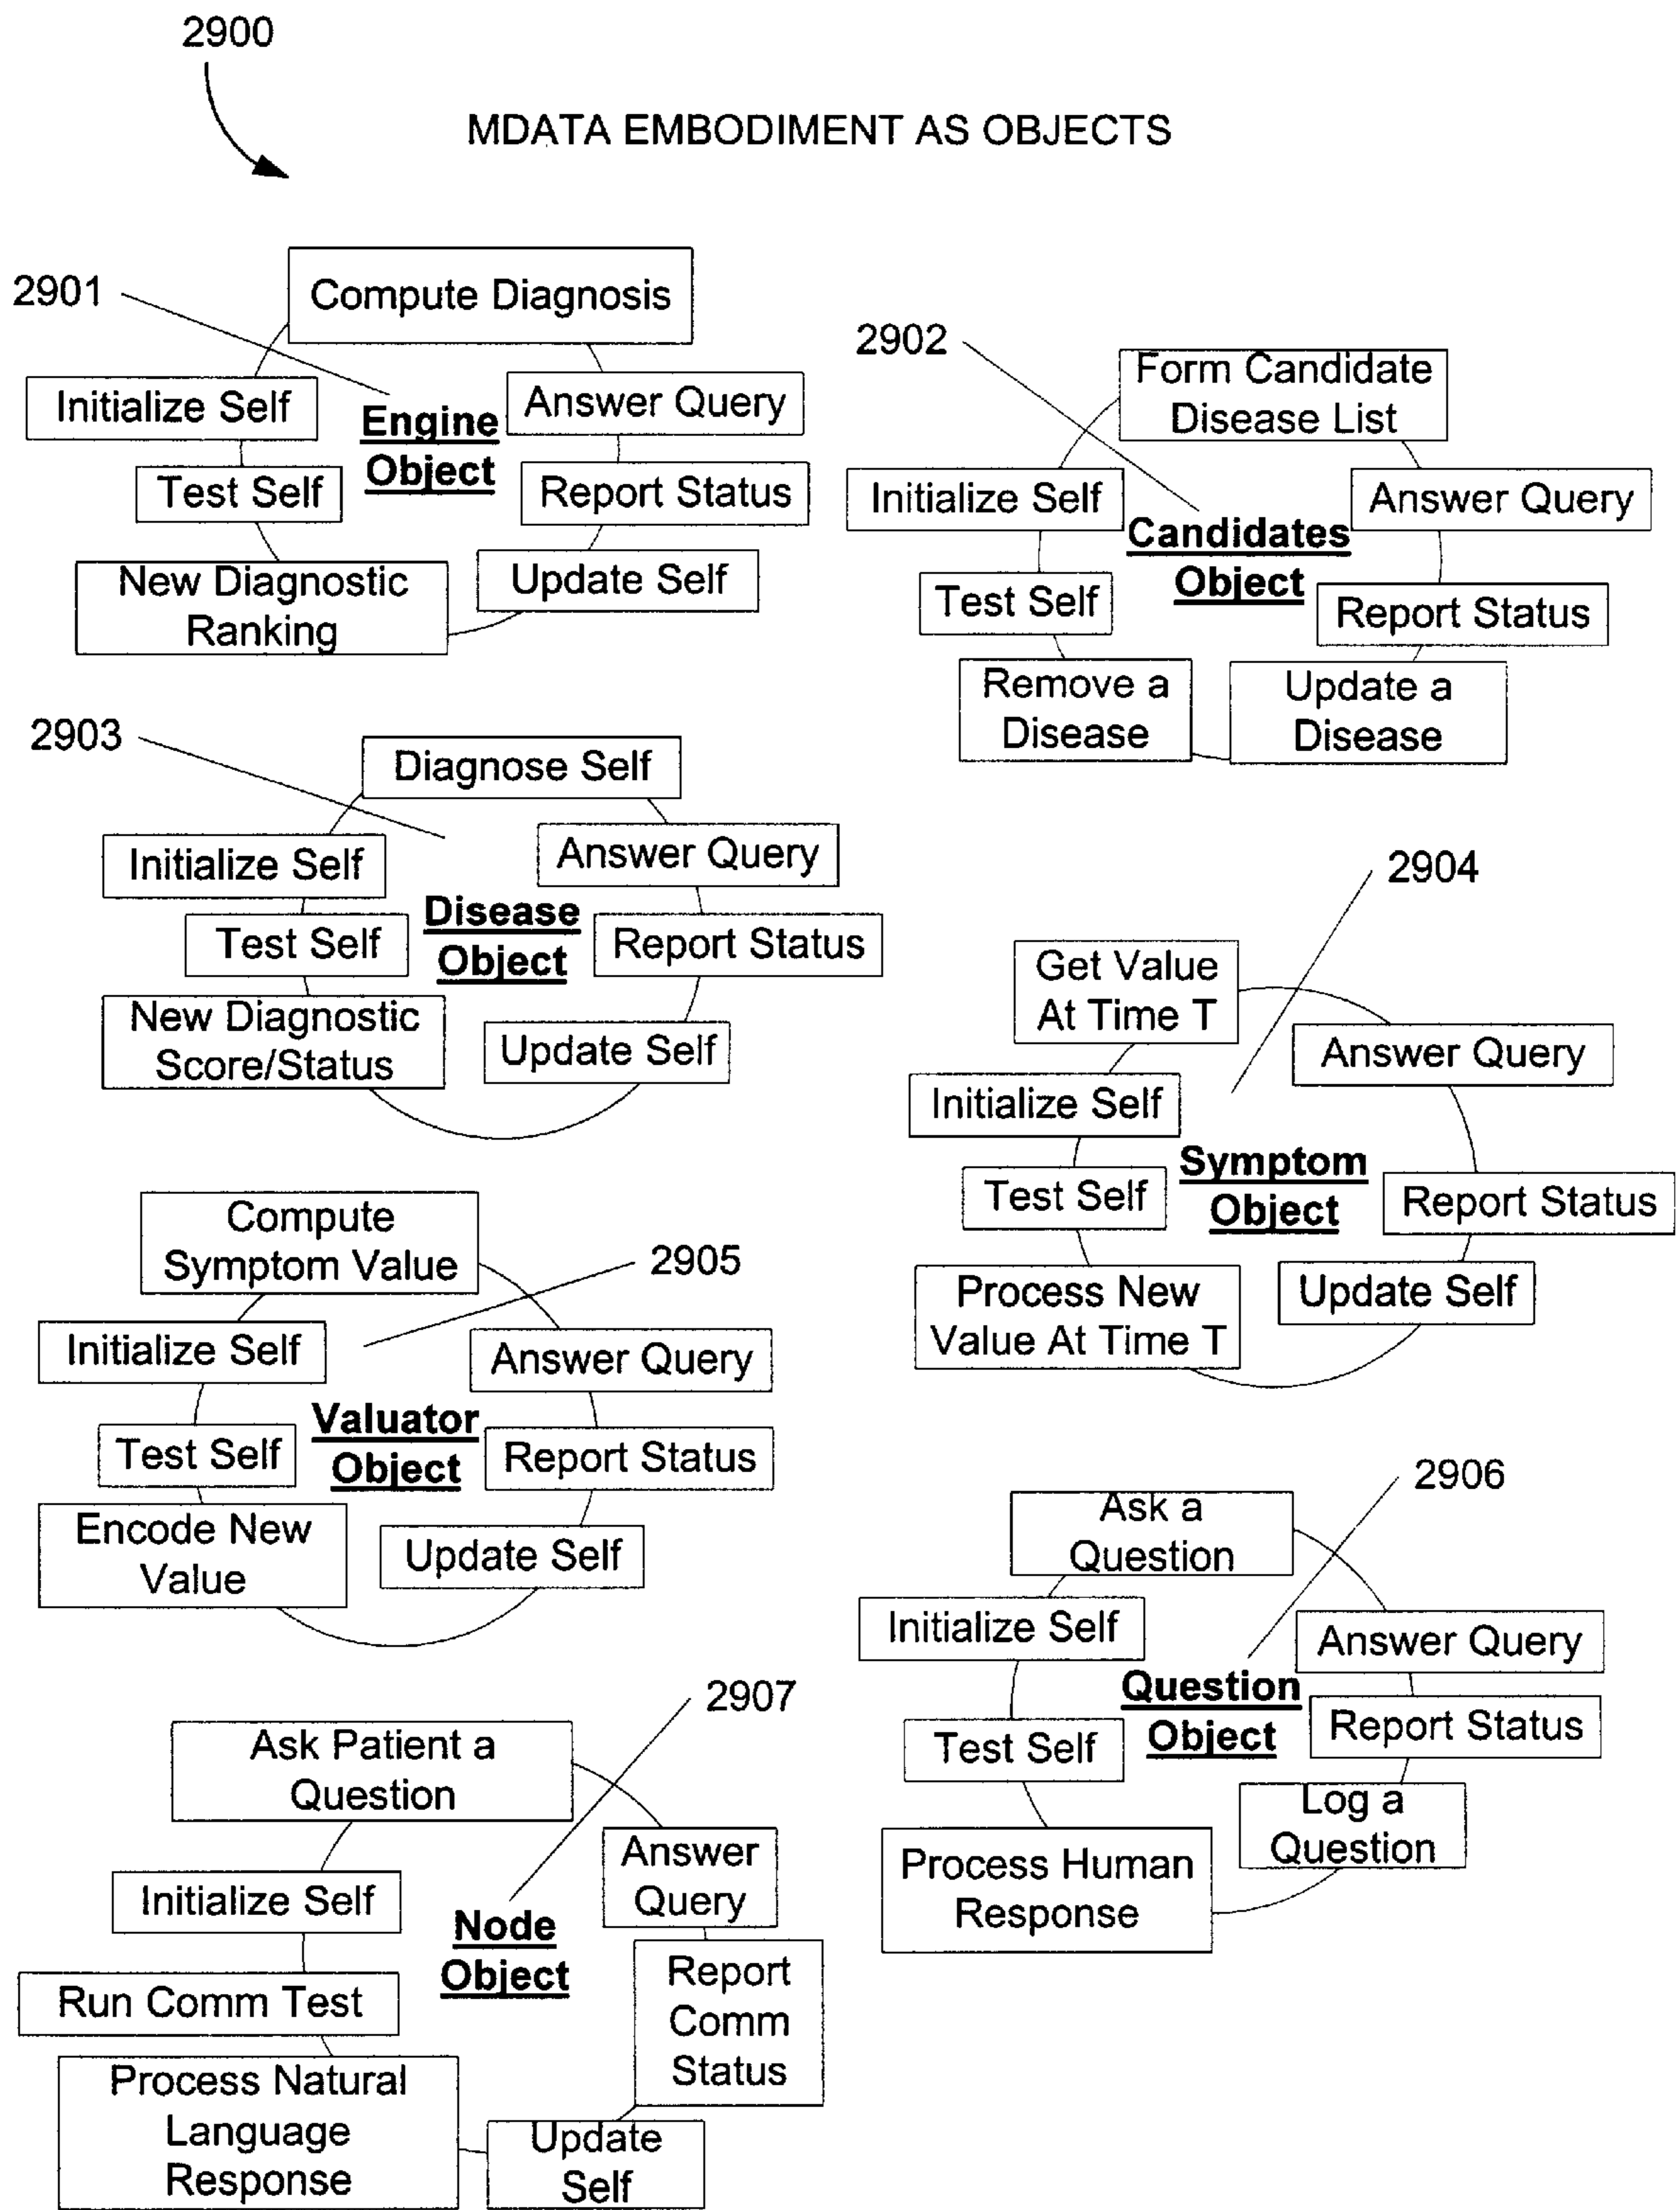 2900
MDATA EMBODIMENT AS OBJECTS
2901
Compute Diagnosis
Initialize Self
Engine
Object
Answer Query
Test Self
Report Status
New Diagnostic
Ranking
Update Self
2902
Form Candidate
Disease List
Initialize Self
Candidates
Object
Answer Query
Test Self
Report Status
Remove a
Disease
Update a
Disease
2903
Diagnose Self
Initialize Self
Disease
Object
Answer Query
Test Self
Report Status
New Diagnostic
Score/Status
Update Self
2904
Get Value
At Time T
Answer Query
Initialize Self
Symptom
Object
Test Self
Report Status
Process New
Value At Time T
Update Self
Compute
Symptom Value
2905
Initialize Self
Answer Query
Valuator
Object
Test Self
Report Status
Encode New
Value
Update Self
2906
Ask a
Question
Initialize Self
Answer Query
Question
Object
Test Self
Report Status
Log a
Question
Process Human
Response
2907
Ask Patient a
Question
Answer
Query
Initialize Self
Node
Object
Run Comm Test
Report
Comm
Status
Process Natural
Language
Response
Update
Self